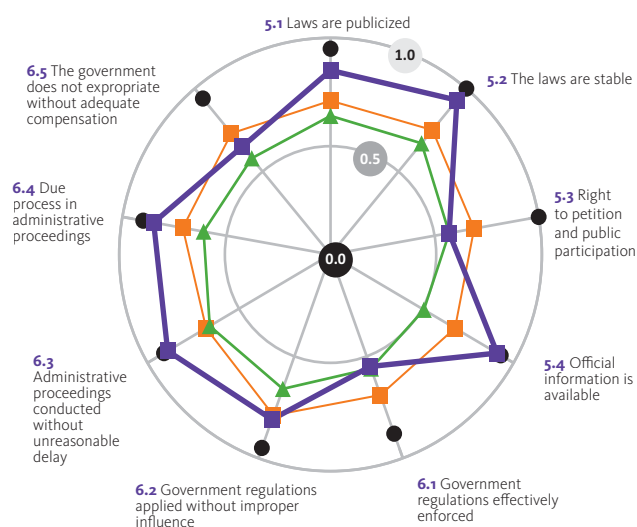 5.1 Laws are publicized
1.0
5.2 The laws are stable
6.5 The government
does not expropriate
without adequate
compensation
0.5
5.3 Right
to petition
and public
participation
6.4 Due
process in
administrative
proceedings
0.0
5.4 Official
information is
available
6.3
Administrative
proceedings
conducted
without
unreasonable
delay
6.2 Government regulations
applied without improper
influence
6.1 Government
regulations effectively
enforced